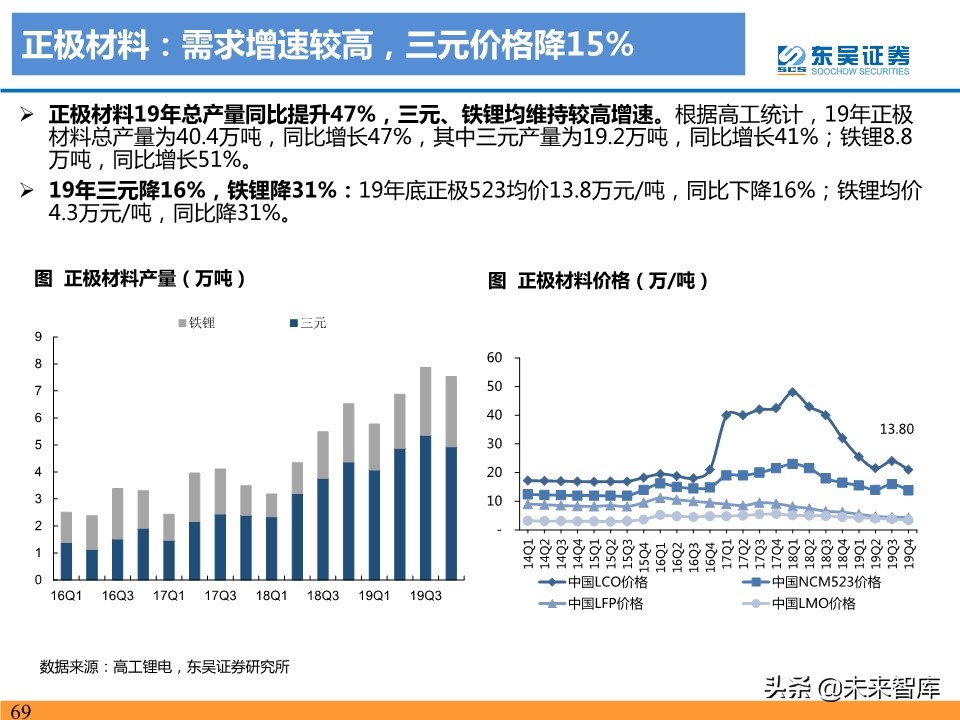 正极材料：需求增速较高，三元价格降15%
SCS
东吴证券
SOOCHOW SECURITIES
➢ 正极材料19年总产量同比提升47%，三元、铁锂均维持较高增速。根据高工统计，19年正极
材料总产量为40.4万吨，同比增长47%，其中三元产量为19.2万吨，同比增长41%；铁锂8.8
万吨，同比增长51%。
➢ 19年三元降16%，铁锂降31%：19年底正极523均价13.8万元/吨，同比下降16%；铁锂均价
4.3万元/吨，同比降31%。
图 正极材料产量（万吨）
铁锂 三元
9
8
7
6
5
4
3
2
1
0
16Q1 16Q3 17Q1 17Q3 18Q1 18Q3 19Q1 19Q3
图 正极材料价格（万/吨）
60
50
40
30
20
10
-
13.80
14Q1 14Q2 14Q3 14Q4 15Q1 15Q2 15Q3 15Q4 16Q1 16Q2 16Q3 16Q4 17Q1 17Q2 17Q3 17Q4 18Q1 18Q2 18Q3 18Q4 19Q1 19Q2 19Q3 19Q4
中国LCO价格 中国NCM523价格
中国LFP价格 中国LMO价格
数据来源：高工锂电，东吴证券研究所
头条 @未来智库
69